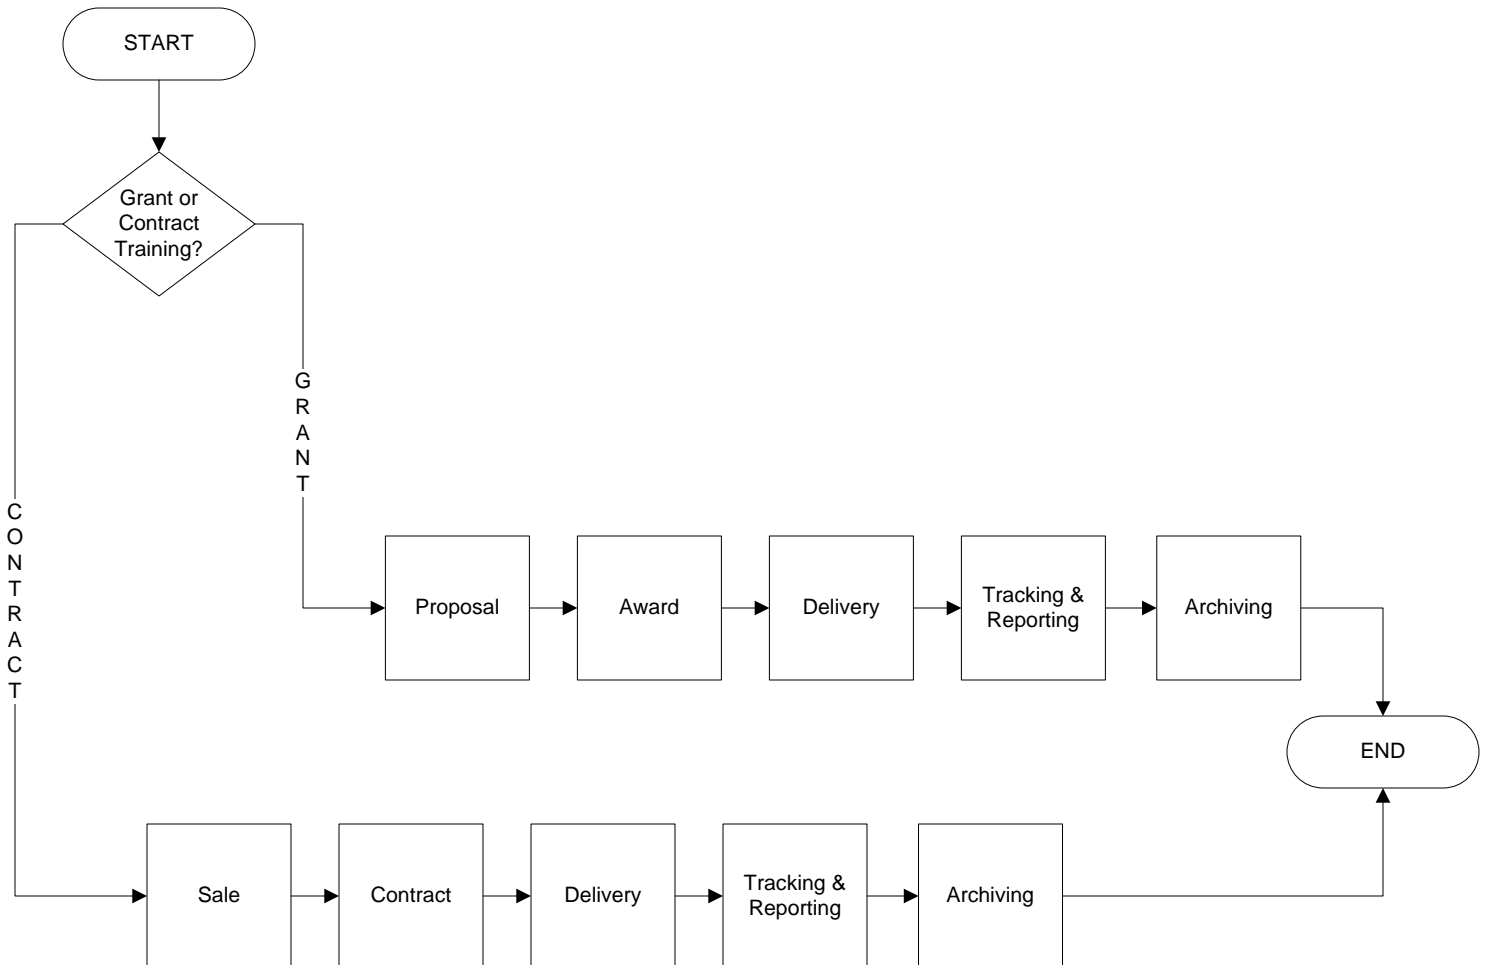 START
Grant or
Contract
Training?
G
R
A
N
T
C
O
N
T
R
A
C
T
Proposal
Award
Delivery
Tracking &
Reporting
Archiving
END
Sale
Contract
Delivery
Tracking &
Reporting
Archiving